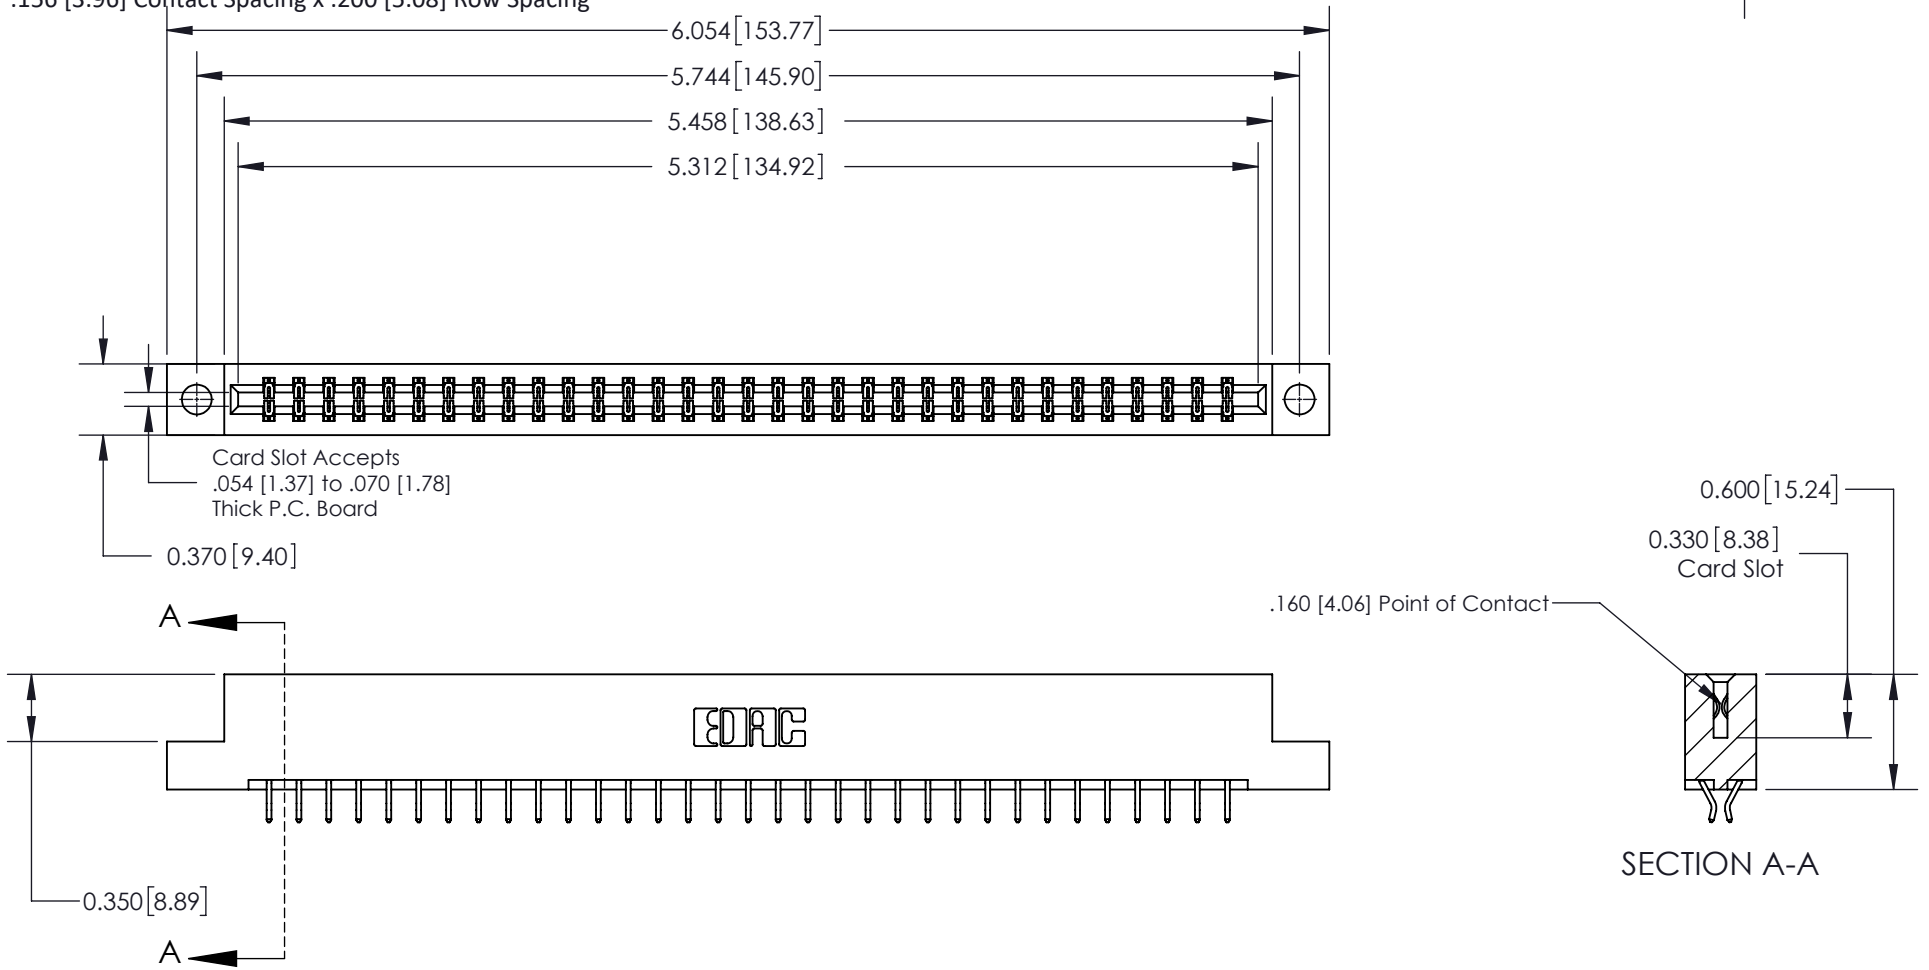 .156 [3.96] Contact Spacing x .200 [5.08] Row Spacing
6.054[153.77]
5.744[145.90]
5.458[138.63]
5.312[134.92]
Card Slot Accepts
.054 [1.37] to .070 [1.78]
Thick P.C. Board
0.370[9.40]
0.600[15.24]
0.330[8.38]
Card Slot
.160 [4.06] Point of Contact
A
EDAC
SECTION A-A
0.350[8.89]
A